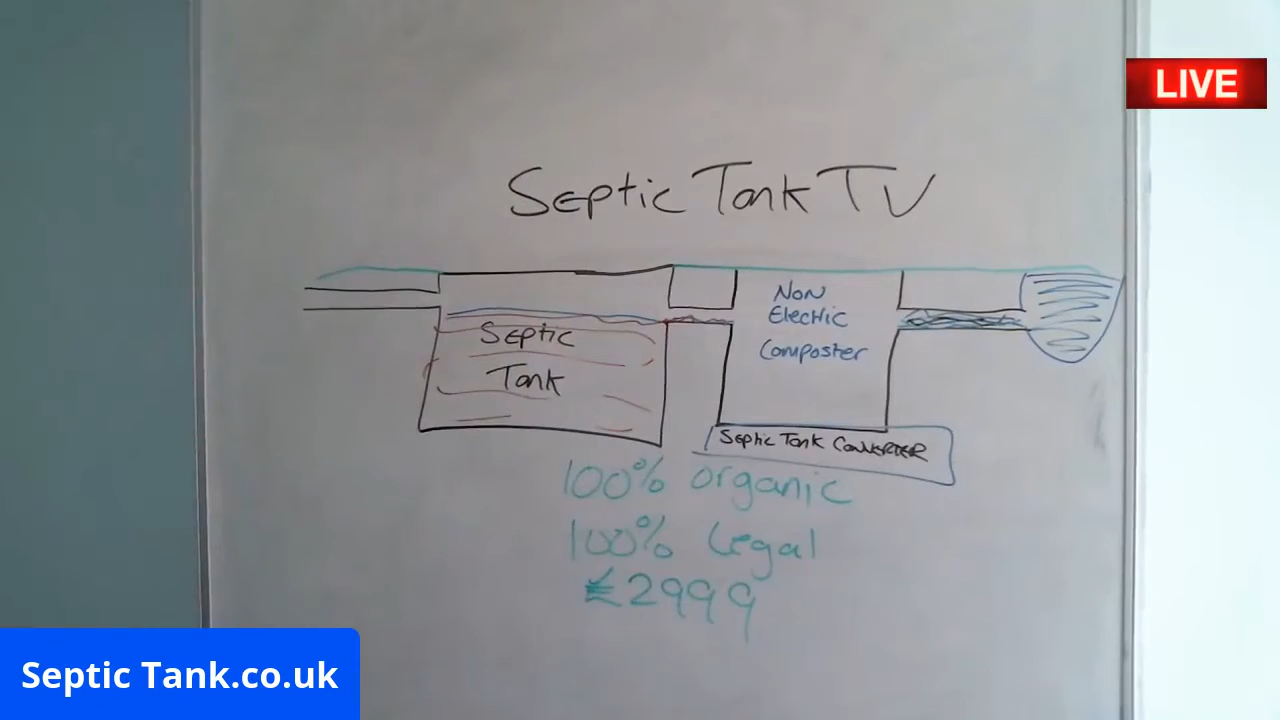 LIVE
Septic Tank TV
Non
Electric
Composter
Septic
Tank
Septic Tank Converter
100% organic
100% Legal
£2999
Septic Tank.co.uk